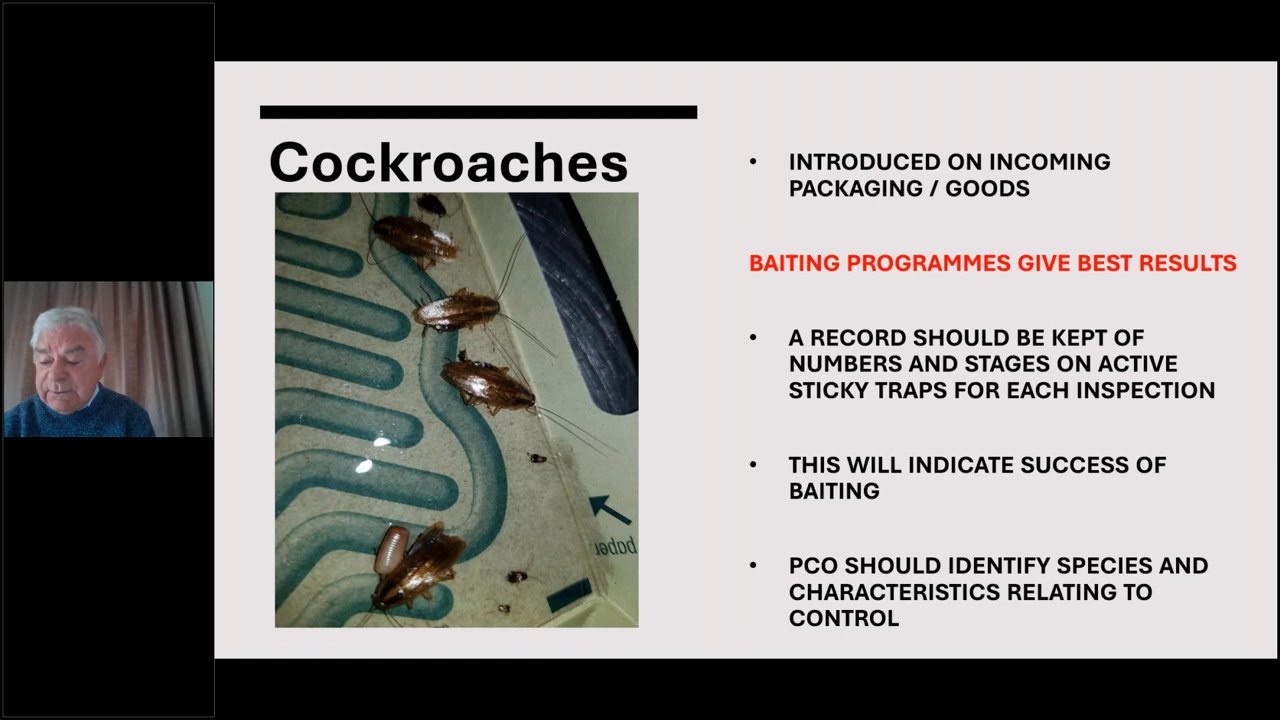 Cockroaches
• INTRODUCED ON INCOMING
PACKAGING / GOODS
BAITING PROGRAMMES GIVE BEST RESULTS
• A RECORD SHOULD BE KEPT OF
NUMBERS AND STAGES ON ACTIVE
STICKY TRAPS FOR EACH INSPECTION
• THIS WILL INDICATE SUCCESS OF
BAITING
• PCO SHOULD IDENTIFY SPECIES AND
CHARACTERISTICS RELATING TO
CONTROL
paper